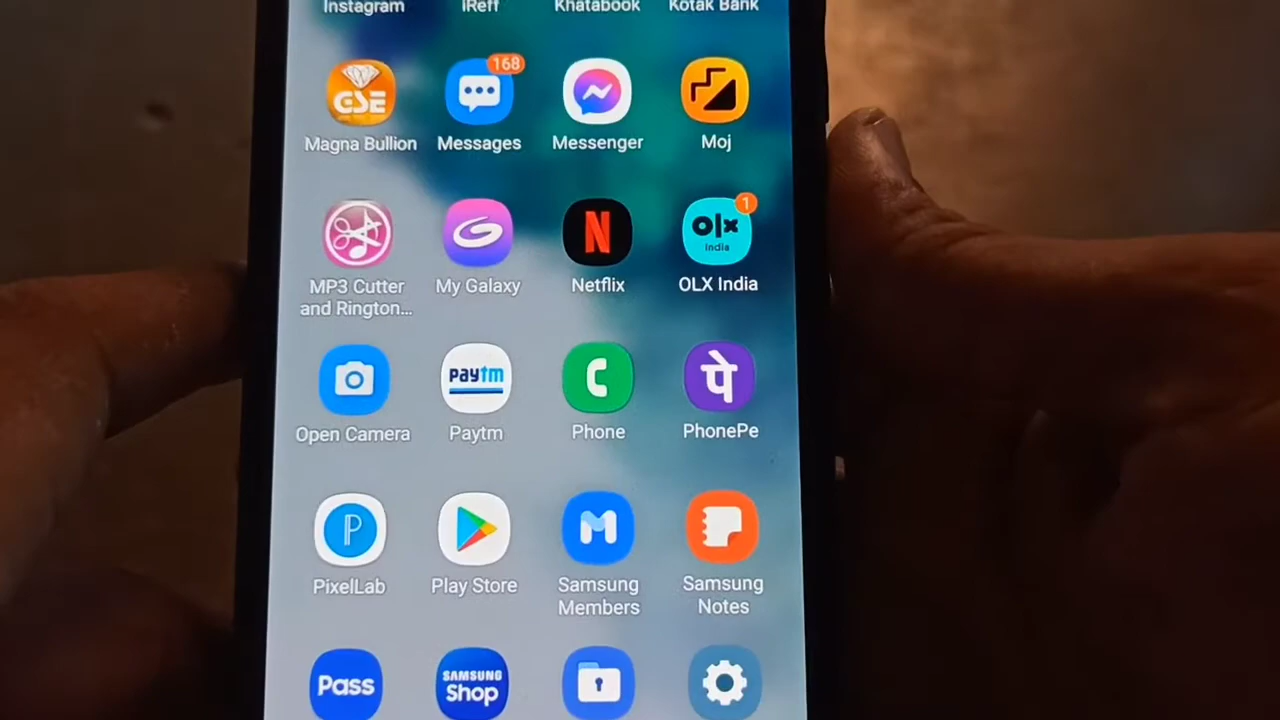 Instagram
iReff
Khatabook
Kotak Bank
GSE
168
Magna Bullion
Messages
Messenger
Moj
N
olx
india
1
MP3 Cutter
and Rington...
My Galaxy
Netflix
OLX India
paytm
पे
Open Camera
Paytm
Phone
PhonePe
P
PixelLab
Play Store
Samsung
Members
Samsung
Notes
Pass
SAMSUNG
Shop